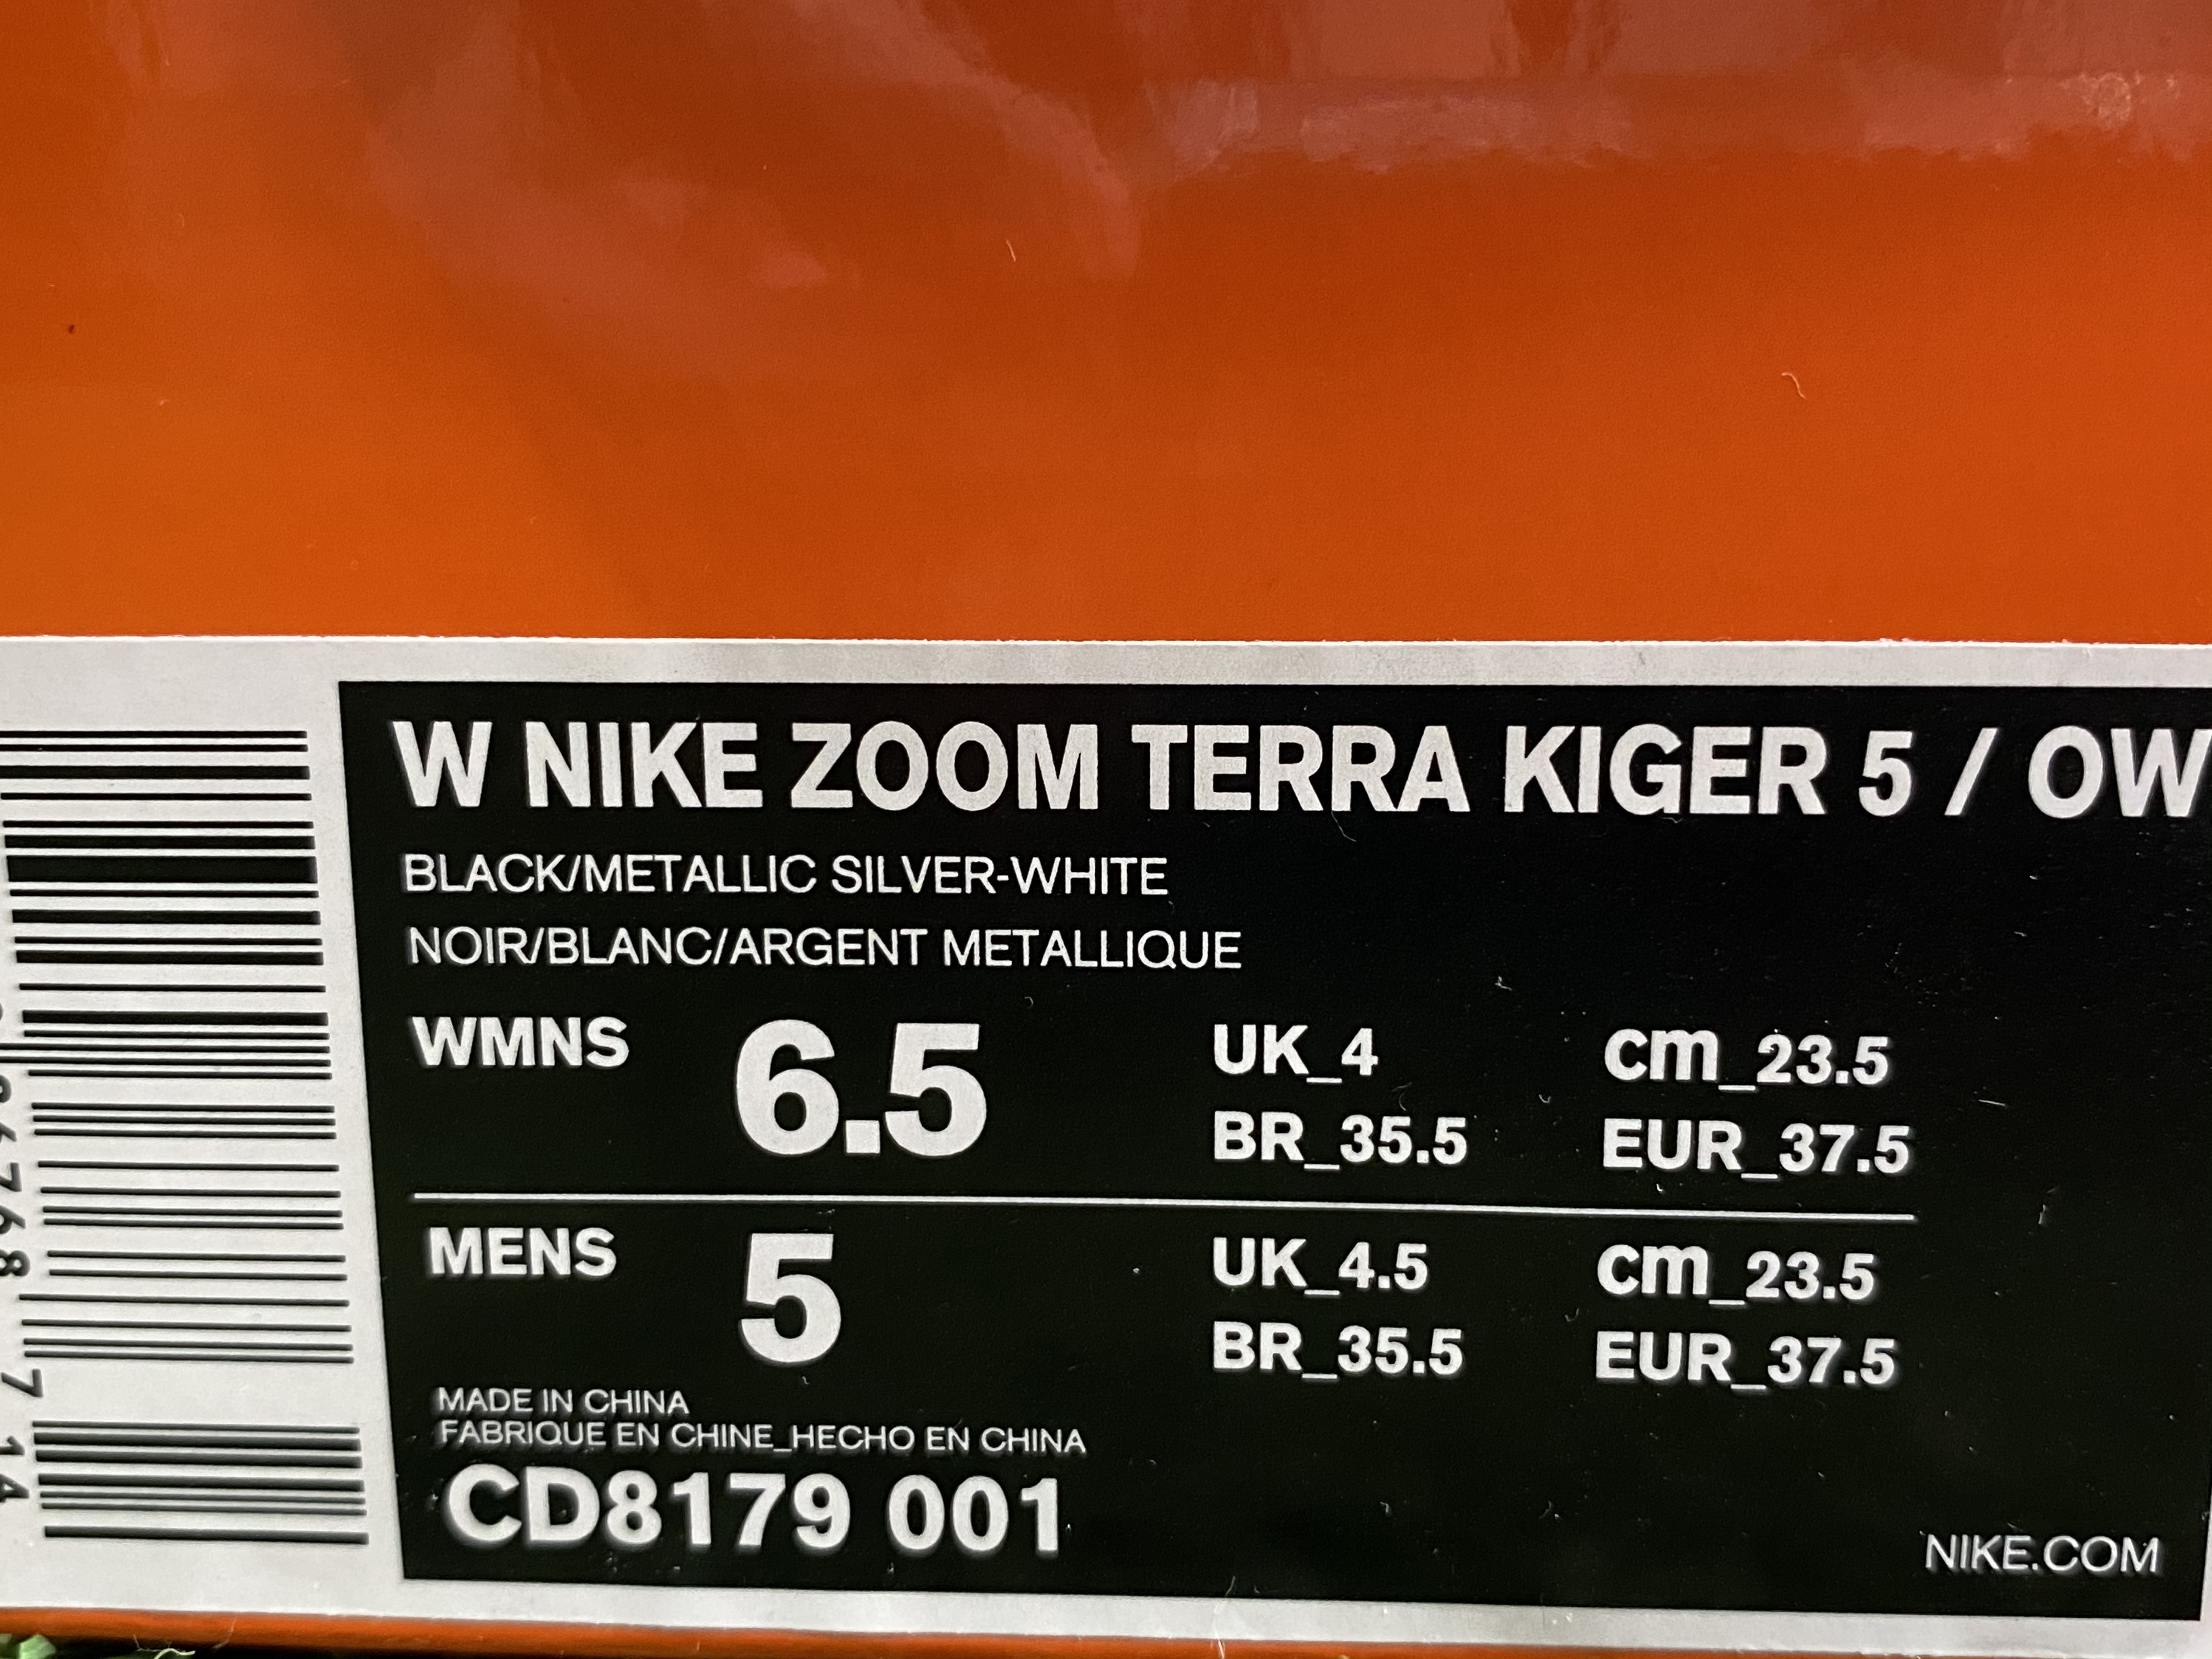 W NIKE ZOOM TERRA KIGER 5 / OW
BLACK/METALLIC SILVER-WHITE
NOIR/BLANC/ARGENT METALLIQUE
WMNS 6.5 UK_4 cm_23.5
BR_35.5 EUR_37.5
MENS 5 UK_4.5 cm_23.5
BR_35.5 EUR_37.5
MADE IN CHINA
FABRIQUE EN CHINE_HECHO EN CHINA
CD8179 001
NIKE.COM